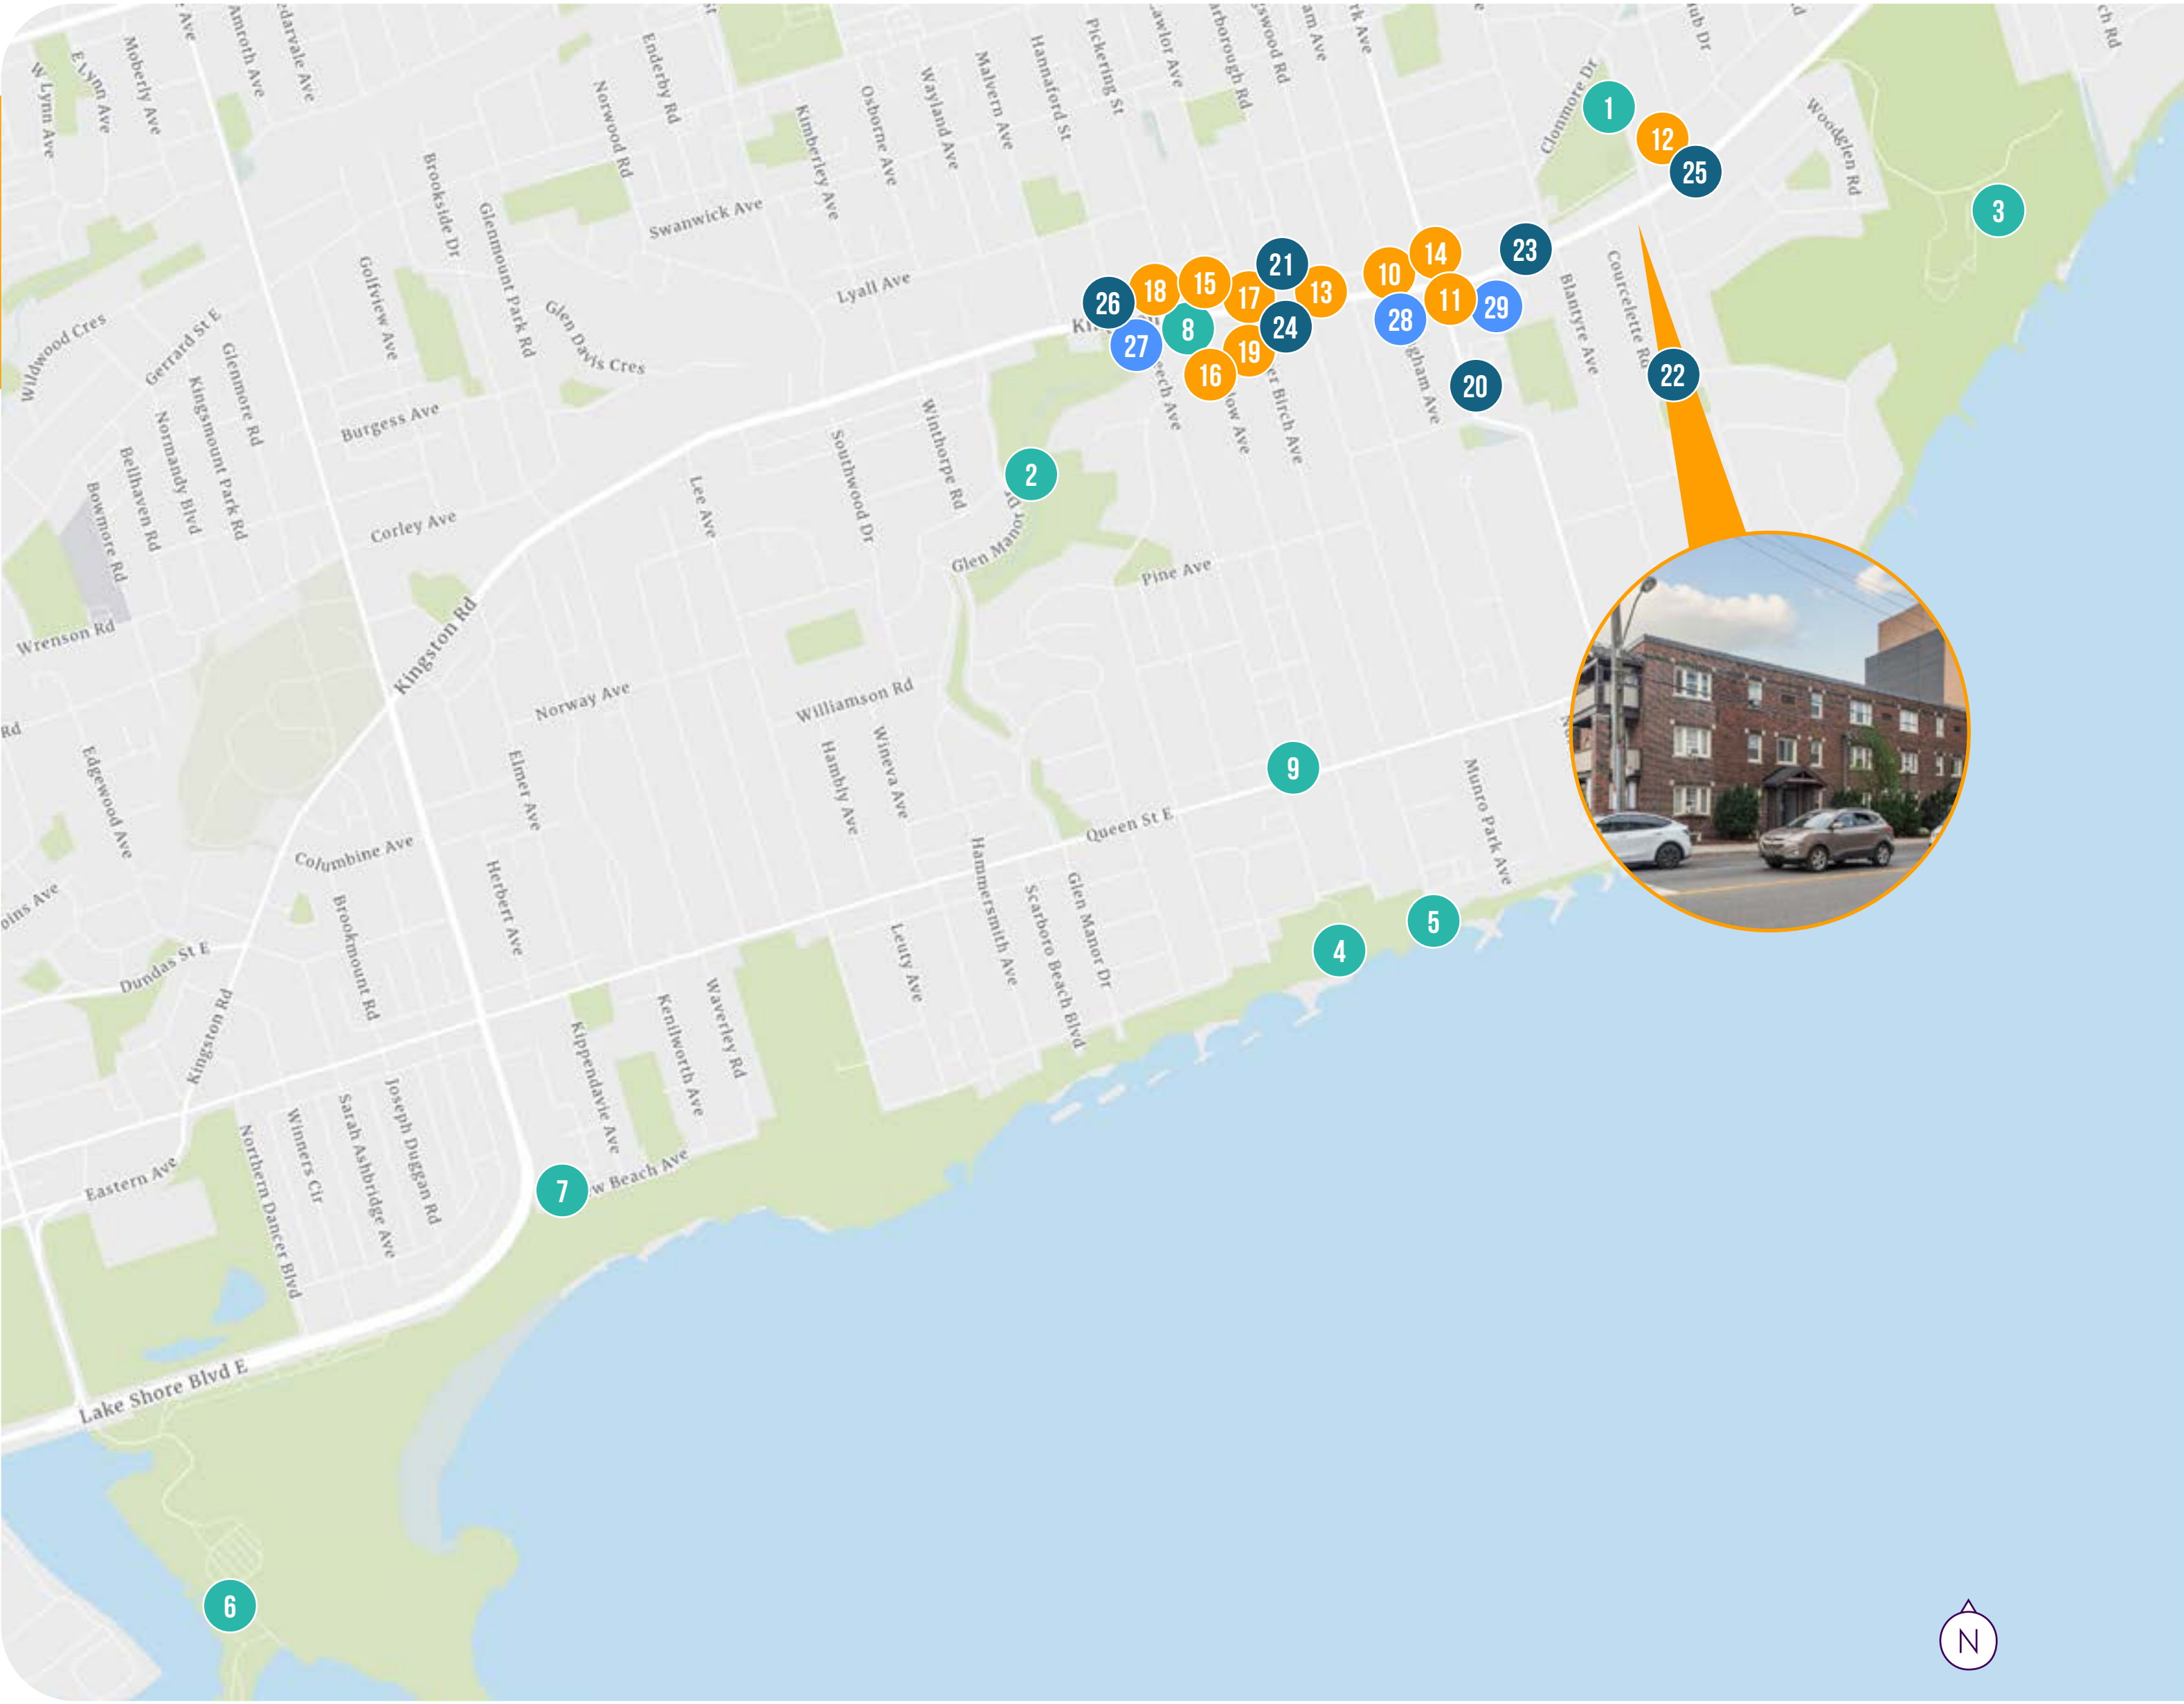 Ave
Amroth Ave
W Lynn Ave
E Lynn Ave
Moberly Ave
Enderby Rd
Norwood Rd
Pickering St
Hannaford St
Malvern Ave
Wayland Ave
Osborne Ave
Kimberley Ave
Clonmore Dr
Woodglen Rd
1
12
25
3
Brookside Dr
Glenmount Park Rd
Swanwick Ave
Golfview Ave
Lyall Ave
Glen Davis Cres
23
14
21
10
15
18
17
13
26
11
29
28
8
24
27
19
16
20
22
Courcelette Rd
Blantyre Ave
Wildwood Cres
Gerrard St E
Glenmore Rd
Kingsmount Park Rd
Normandy Blvd
Bellhaven Rd
Bowmore Rd
Burgess Ave
Corley Ave
Lee Ave
Southwood Dr
Winthorpe Rd
2
Pine Ave
Wrenson Rd
Kingston Rd
Norway Ave
Williamson Rd
Rd
Edgewood Ave
Elmer Ave
Hambly Ave
Wineva Ave
9
Queen St E
Munro Park Ave
Columbine Ave
Herbert Ave
Brookmount Rd
Hammersmith Ave
Scarboro Beach Blvd
Glen Manor Dr
Leuty Ave
5
4
Dundas St E
Kingston Rd
Waverley Rd
Kenilworth Ave
Kippendavie Ave
Eastern Ave
Northern Dancer Blvd
Winners Cir
Sarah Ashbridge Ave
Joseph Duggan Rd
7
Beach Ave
Lake Shore Blvd E
6
N